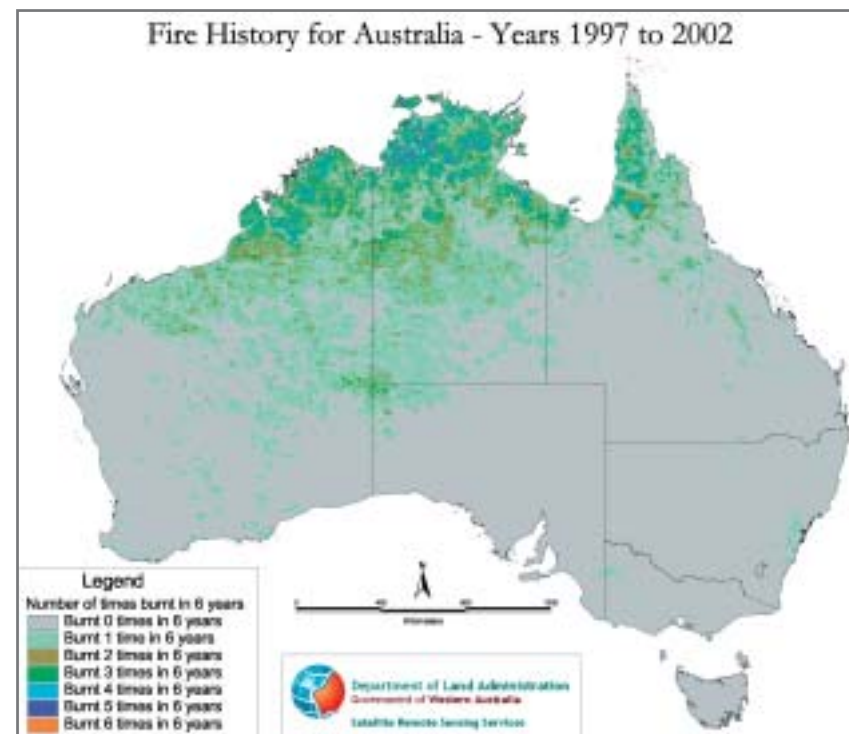 Fire History for Australia - Years 1997 to 2002
Legend
Number of times burnt in 6 years
Burnt 0 times in 6 years
Burnt 1 time in 6 years
Burnt 2 times in 6 years
Burnt 3 times in 6 years
Burnt 4 times in 6 years
Burnt 5 times in 6 years
Burnt 6 times in 6 years
N
0
Department of Land Administration
Government of Western Australia
Satellite Remote Sensing Services